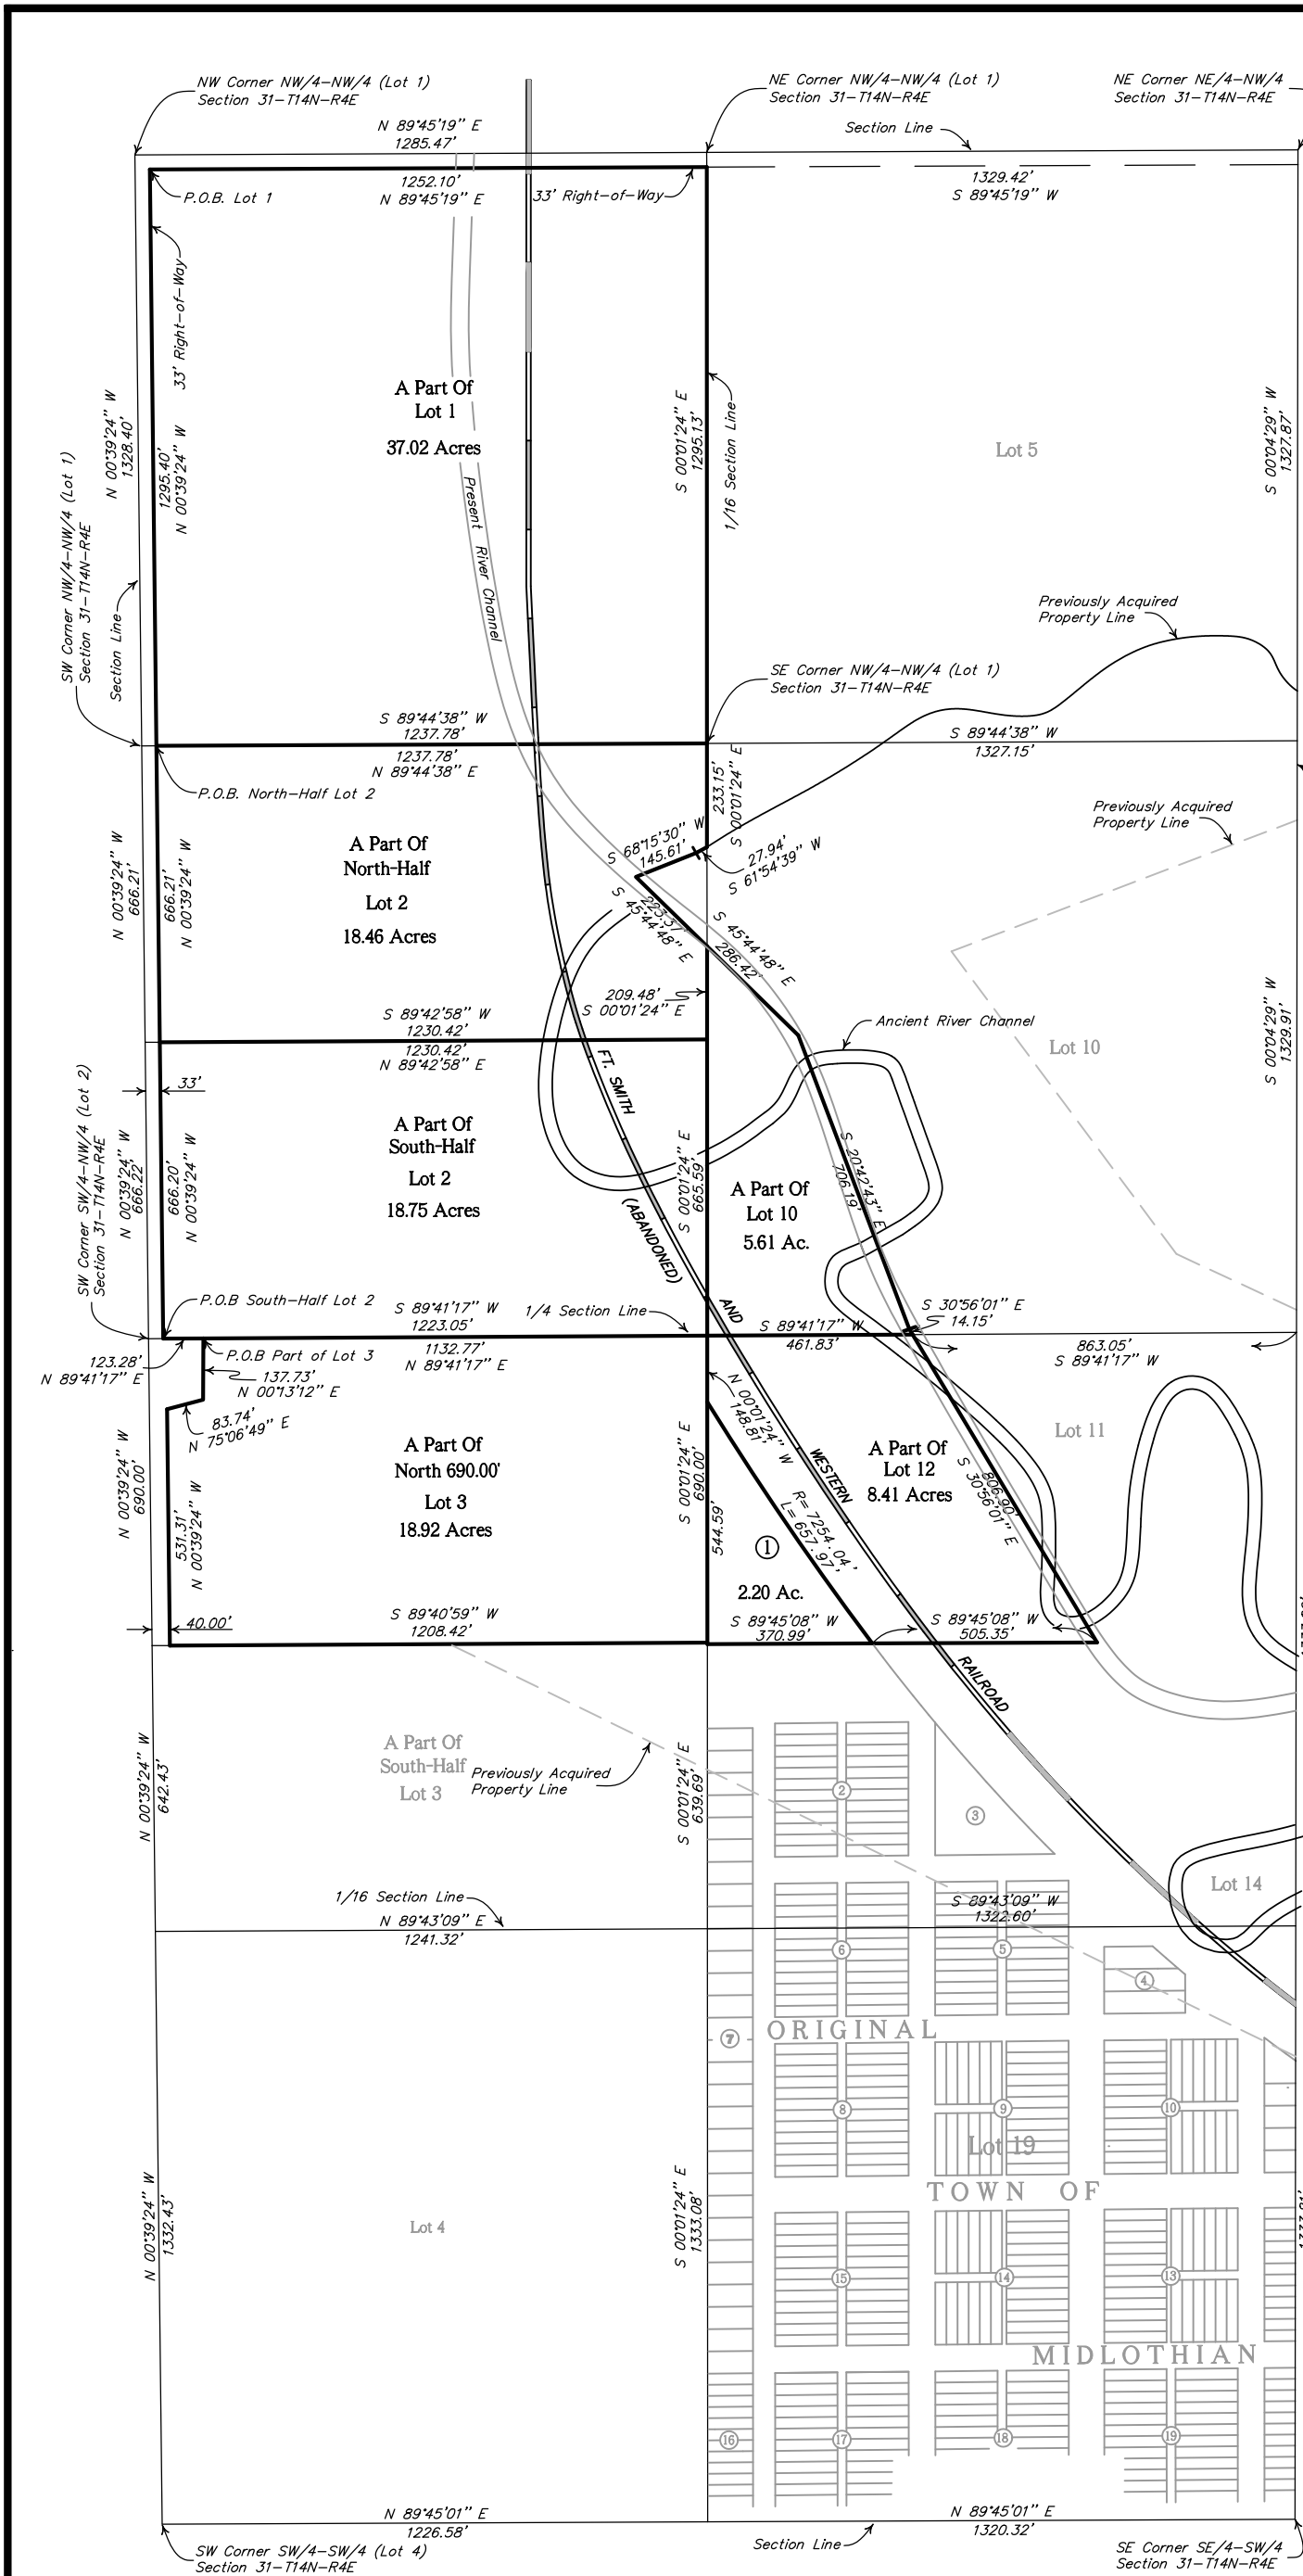 NW Corner NW/4-NW/4 (Lot 1)
Section 31-T14N-R4E
NE Corner NW/4-NW/4 (Lot 1)
Section 31-T14N-R4E
NE Corner NE/4-NW/4
Section 31-T14N-R4E
N 89°45'19" E
1285.47'
Section Line
P.O.B. Lot 1
1252.10'
N 89°45'19" E
33' Right-of-Way
1329.42'
S 89°45'19" W
33' Right-of-Way
A Part Of
Lot 1
37.02 Acres
N 00°39'24" W
1328.40'
1295.40'
N 00°39'24" W
S 00°01'24" E
1295.13'
1/16 Section Line
Lot 5
S 00°04'29" W
1327.87'
SW Corner NW/4-NW/4 (Lot 1)
Section 31-T14N-R4E
Section Line
Present River Channel
Previously Acquired
Property Line
SE Corner NW/4-NW/4 (Lot 1)
Section 31-T14N-R4E
S 89°44'38" W
1237.78'
1237.78'
N 89°44'38" E
S 89°44'38" W
1327.15'
P.O.B. North-Half Lot 2
233.15'
S 00°01'24" E
Previously Acquired
Property Line
A Part Of
North-Half
Lot 2
18.46 Acres
N 00°39'24" W
666.21'
666.21'
N 00°39'24" W
S 68°15'30" W
145.61'
27.94'
S 61°54'39" W
223.37'
S 45°44'48" E
S 45°44'48" E
286.42'
209.48'
S 00°01'24" E
S 89°42'58" W
1230.42'
1230.42'
N 89°42'58" E
Ancient River Channel
Lot 10
S 00°04'29" W
1329.91'
33'
FT. SMITH
SW Corner SW/4-NW/4 (Lot 2)
Section 31-T14N-R4E
N 00°39'24" W
666.22'
666.20'
N 00°39'24" W
A Part Of
South-Half
Lot 2
18.75 Acres
S 00°01'24" E
665.59'
(ABANDONED)
A Part Of
Lot 10
5.61 Ac.
S 20°42'43" E
706.19'
P.O.B South-Half Lot 2
S 89°41'17" W
1223.05'
1/4 Section Line
AND
S 30°56'01" E
14.15'
S 89°41'17" W
461.83'
863.05'
S 89°41'17" W
123.28'
N 89°41'17" E
P.O.B Part of Lot 3
1132.77'
N 89°41'17" E
137.73'
N 00°13'12" E
83.74'
N 75°06'49" E
N 00°01'24" W
148.81'
Lot 11
A Part Of
North 690.00'
Lot 3
18.92 Acres
N 00°39'24" W
690.00'
531.31'
N 00°39'24" W
S 00°01'24" E
690.00'
544.59'
WESTERN
A Part Of
Lot 12
8.41 Acres
806.90'
S 30°56'01" E
R= 7254.04'
L= 657.97'
1
2.20 Ac.
40.00'
S 89°40'59" W
1208.42'
S 89°45'08" W
370.99'
S 89°45'08" W
505.35'
RAILROAD
A Part Of
South-Half
Lot 3
Previously Acquired
Property Line
N 00°39'24" W
642.43'
S 00°01'24" E
639.69'
2
3
Lot 14
1/16 Section Line
N 89°43'09" E
1241.32'
S 89°43'09" W
1322.60'
6
5
4
7
ORIGINAL
8
9
10
Lot 19
TOWN OF
N 00°39'24" W
1332.43'
Lot 4
S 00°01'24" E
1333.08'
15
14
13
MIDLOTHIAN
16
17
18
19
N 89°45'01" E
1226.58'
N 89°45'01" E
1320.32'
SW Corner SW/4-SW/4 (Lot 4)
Section 31-T14N-R4E
Section Line
SE Corner SE/4-SW/4
Section 31-T14N-R4E